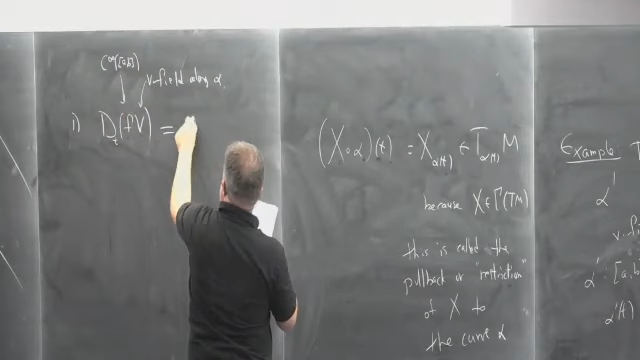 C∞([a,b])
v-field along α.
i) D_t(fV) =
(X∘α)(t) = X_α(t) ∈ T_α(t) M
because X∈Γ(TM)
this is called the
pullback or "restriction"
of X to
the curve α
Example
α'
v-fi
α' : [a,b
α'(t)